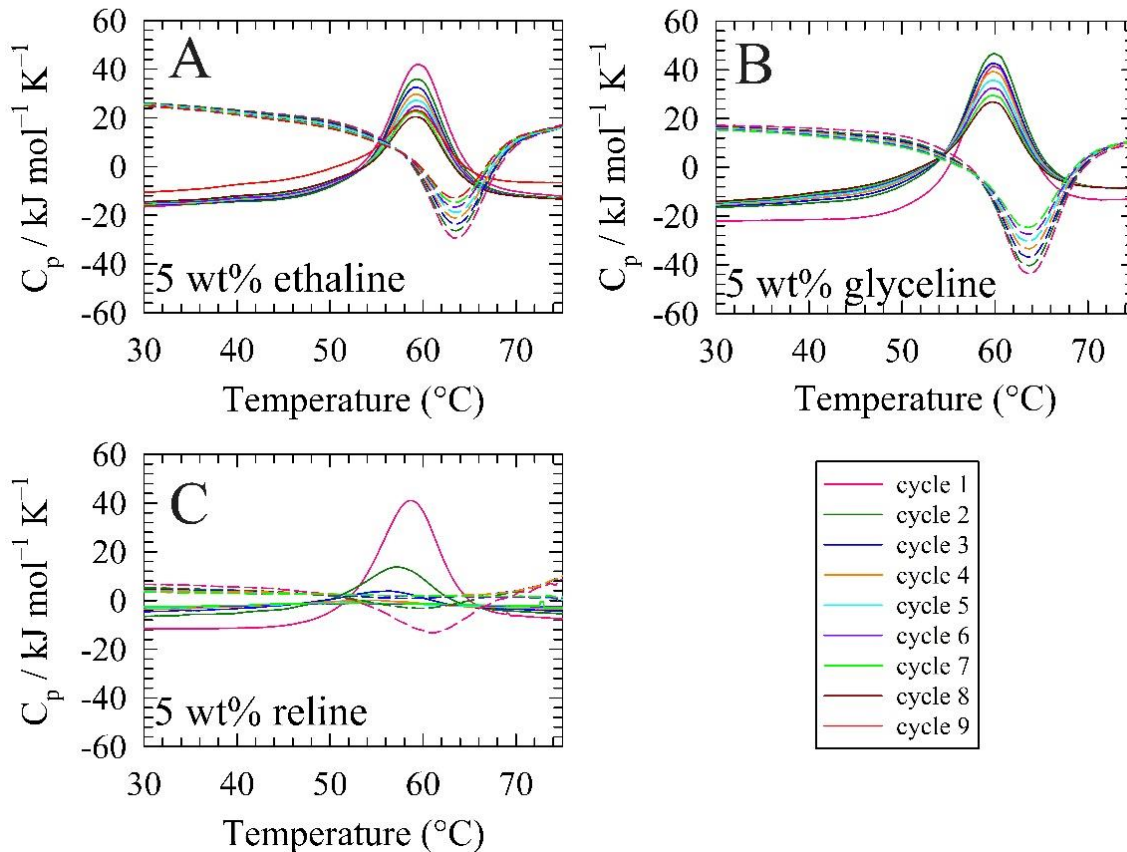 A
60
40
20
0
-20
-40
-60
C_p / kJ mol⁻¹ K⁻¹
5 wt% ethaline
30 40 50 60 70
Temperature (°C)
B
60
40
20
0
-20
-40
-60
C_p / kJ mol⁻¹ K⁻¹
5 wt% glyceline
30 40 50 60 70
Temperature (°C)
C
60
40
20
0
-20
-40
-60
C_p / kJ mol⁻¹ K⁻¹
5 wt% reline
30 40 50 60 70
Temperature (°C)
cycle 1
cycle 2
cycle 3
cycle 4
cycle 5
cycle 6
cycle 7
cycle 8
cycle 9